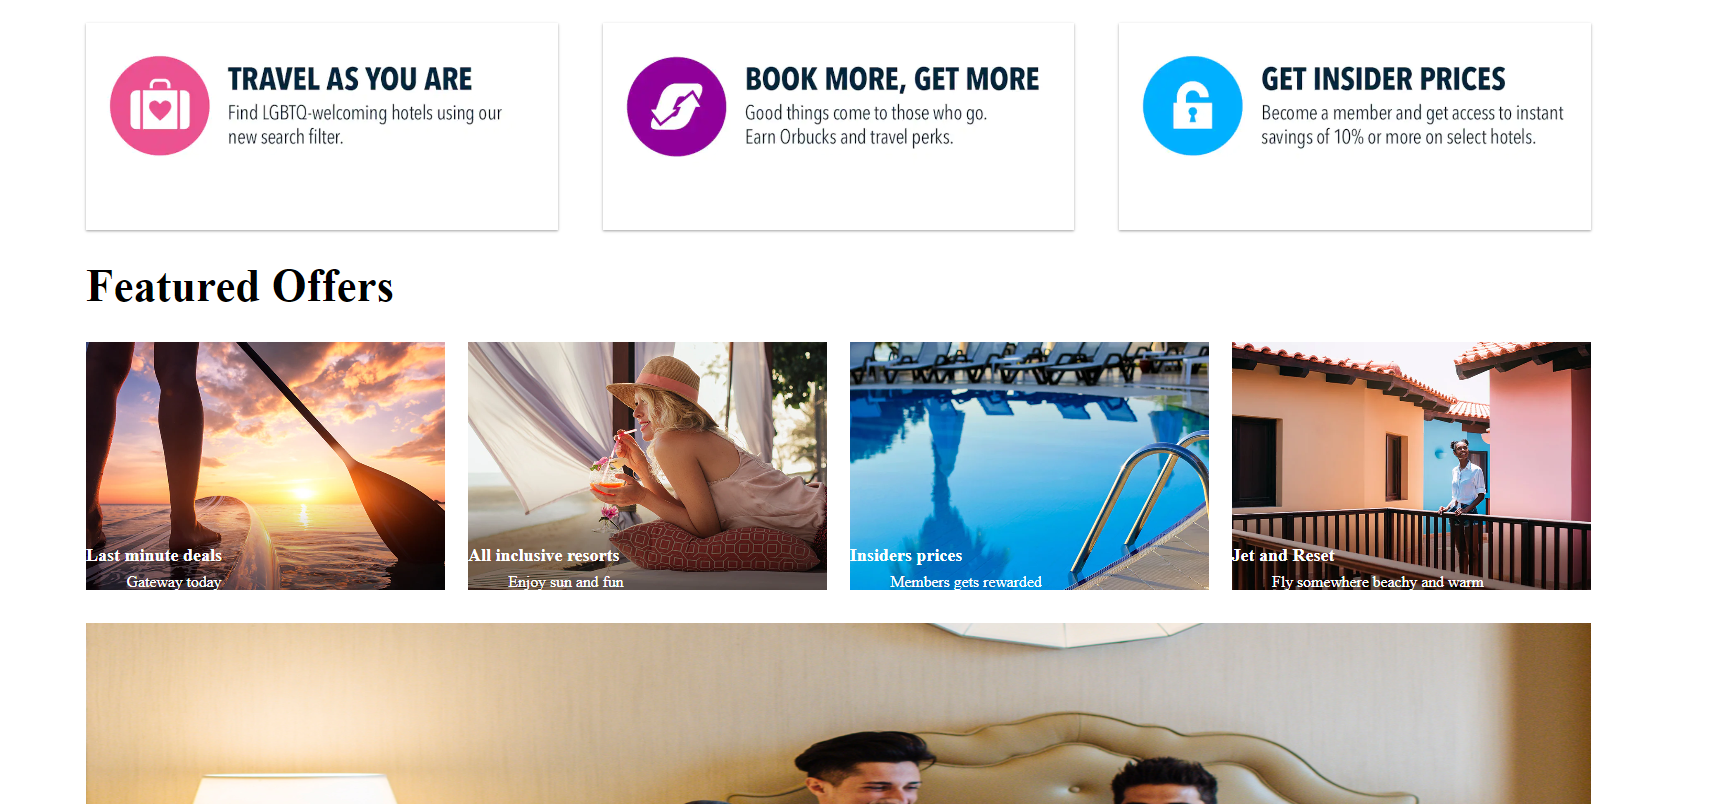 TRAVEL AS YOU ARE
Find LGBTQ-welcoming hotels using our
new search filter.
BOOK MORE, GET MORE
Good things come to those who go.
Earn Orbucks and travel perks.
GET INSIDER PRICES
Become a member and get access to instant
savings of 10% or more on select hotels.
Featured Offers
Last minute deals
Gateway today
All inclusive resorts
Enjoy sun and fun
Insiders prices
Members gets rewarded
Jet and Reset
Fly somewhere beachy and warm